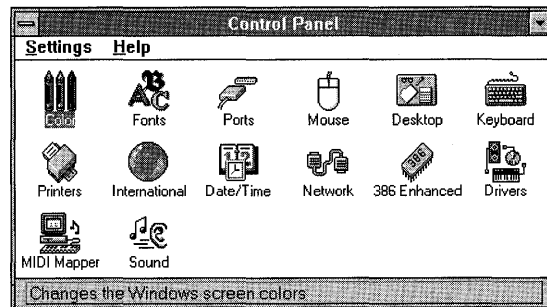 Control Panel
Settings Help
Color Fonts Ports Mouse Desktop Keyboard
Printers International Date/Time Network 386 Enhanced Drivers
MIDI Mapper Sound
Changes the Windows screen colors